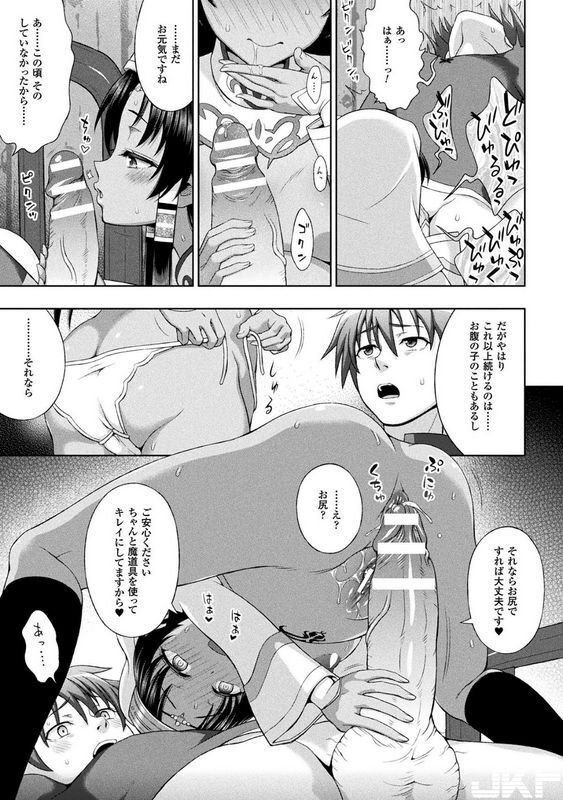 あっ
はぁ……っ!
びゅくっ
どぴゅっ
びゅるるっ
ん……
ん
ゴクン
……まだ
お元気ですね
あ……この頃 その
していなかったから……
ピクンッ
だがやはり
これ以上続けるのは……
お腹の子のこともあるし
……それなら
それならお尻で
すれば大丈夫です♥
ぷにゅ
くちゅ
……え?
お尻?
ご安心ください
ちゃんと魔道具を使って
キレイにしてますから♥
はぁ♥
はぁ♥
あっ……
JKF